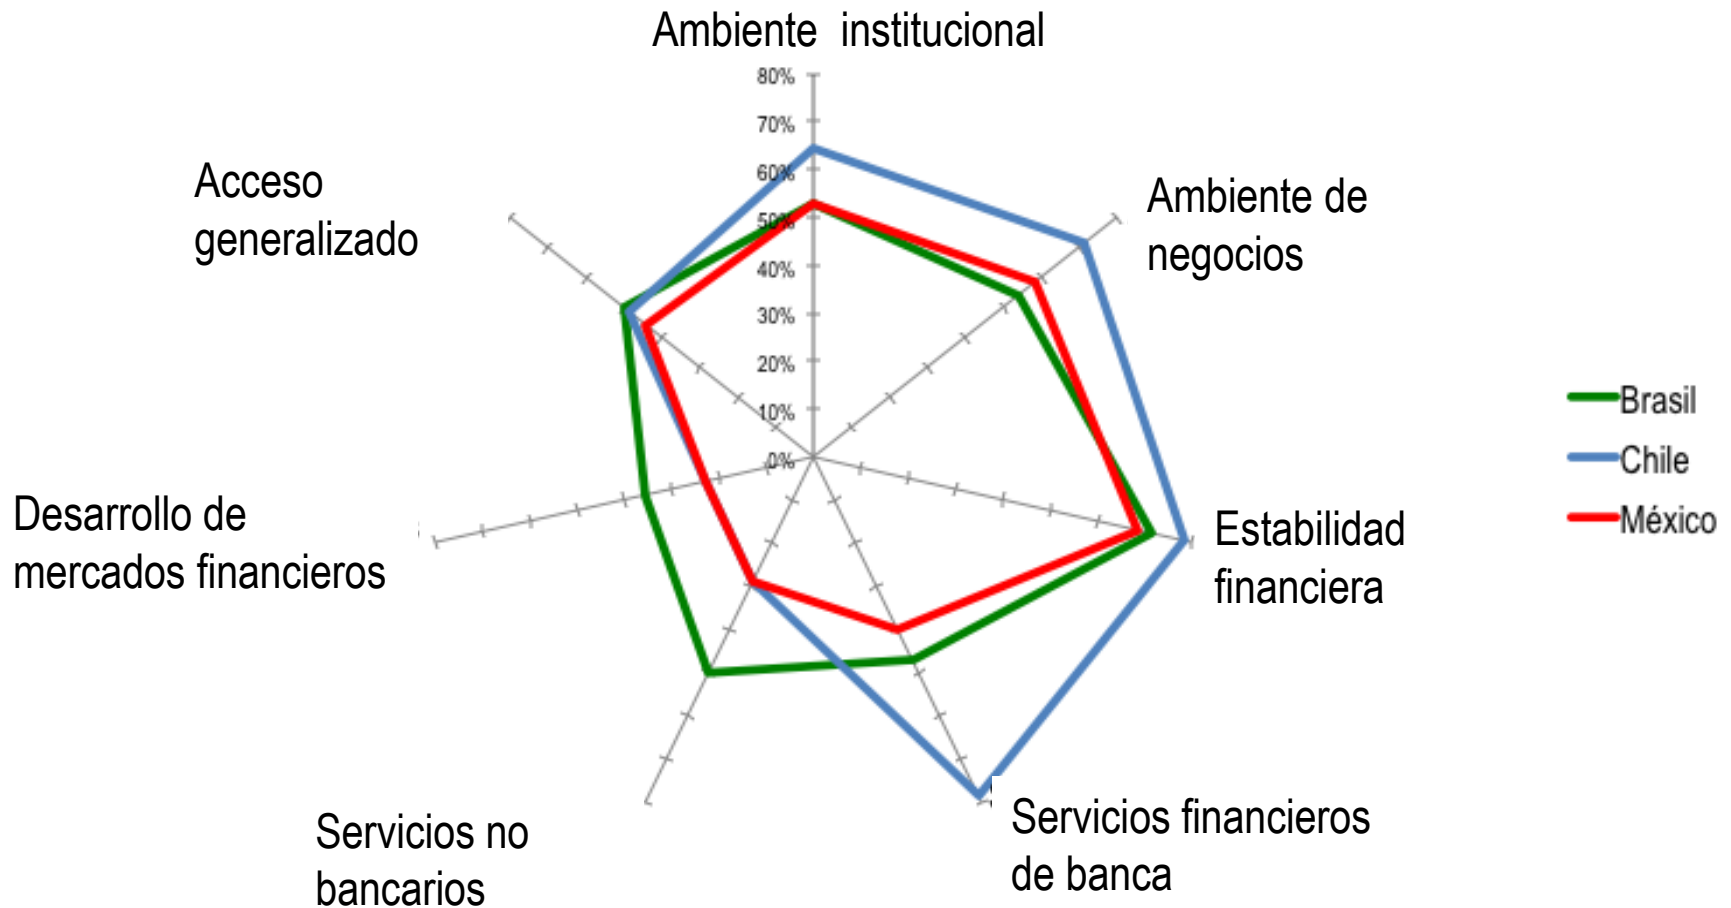 Ambiente institucional
80%
70%
60%
50%
40%
30%
20%
10%
0%
Acceso
generalizado
Ambiente de
negocios
Brasil
Chile
México
Desarrollo de
mercados financieros
Estabilidad
financiera
Servicios no
bancarios
Servicios financieros
de banca